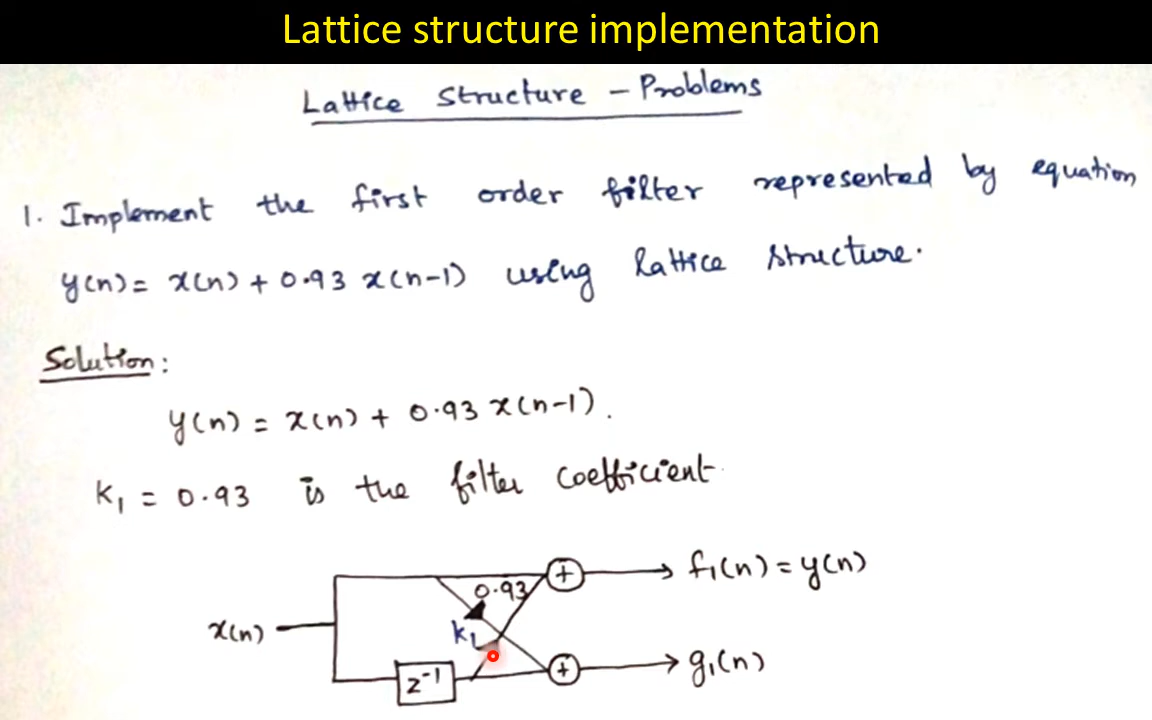 Lattice structure implementation
Lattice Structure - Problems
1. Implement the first order filter represented by equation
y(n) = x(n) + 0.93 x(n-1) using lattice structure.
Solution:
y(n) = x(n) + 0.93 x(n-1).
K₁ = 0.93 is the filter coefficient
+ f₁(n) = y(n)
0.93
x(n)
k₁
z⁻¹ + g₁(n)